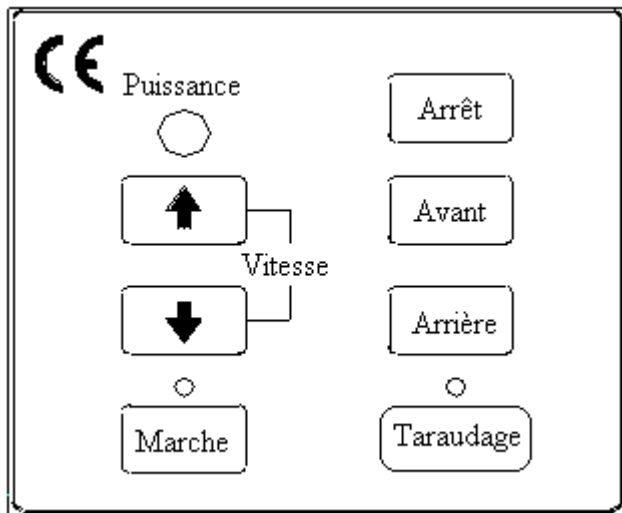 CE
Puissance
Arrêt
Avant
Vitesse
Arrière
Marche
Taraudage